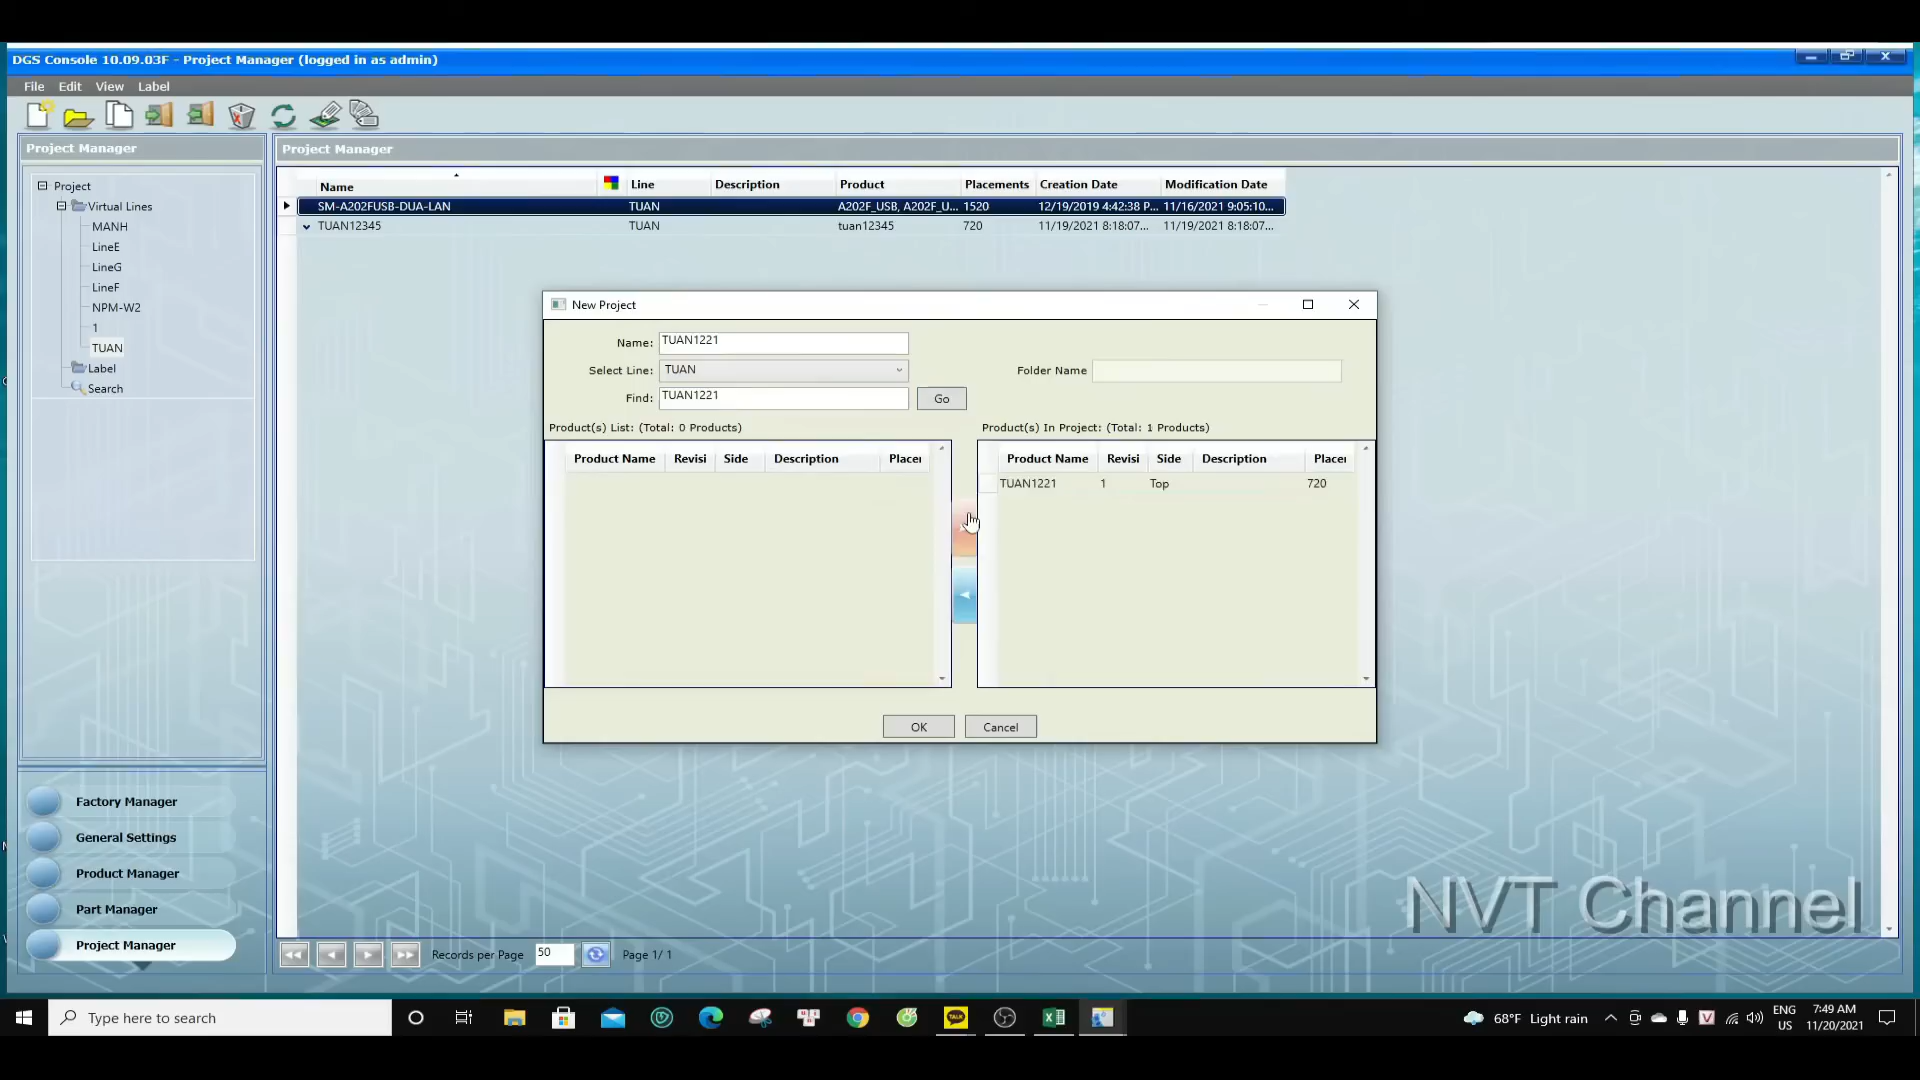 DGS Console 10.09.03F - Project Manager (logged in as admin)
File Edit View Label
Project Manager
Project
Virtual Lines
MANH
LineE
LineG
LineF
NPM-W2
1
TUAN
Label
Search
Factory Manager
General Settings
Product Manager
Part Manager
Project Manager
Project Manager
Name Line Description Product Placements Creation Date Modification Date
SM-A202FUSB-DUA-LAN TUAN A202F_USB, A202F_U... 1520 12/19/2019 4:42:38 P... 11/16/2021 9:05:10...
TUAN12345 TUAN tuan12345 720 11/19/2021 8:18:07... 11/19/2021 8:18:07...
New Project
Name: TUAN1221
Select Line: TUAN Folder Name
Find: TUAN1221 Go
Product(s) List: (Total: 0 Products) Product(s) In Project: (Total: 1 Products)
Product Name Revisi Side Description Placer Product Name Revisi Side Description Placer
TUAN1221 1 Top 720
OK Cancel
NVT Channel
Records per Page 50 Page 1/ 1
Type here to search
TALK
68°F Light rain
ENG
US
7:49 AM
11/20/2021